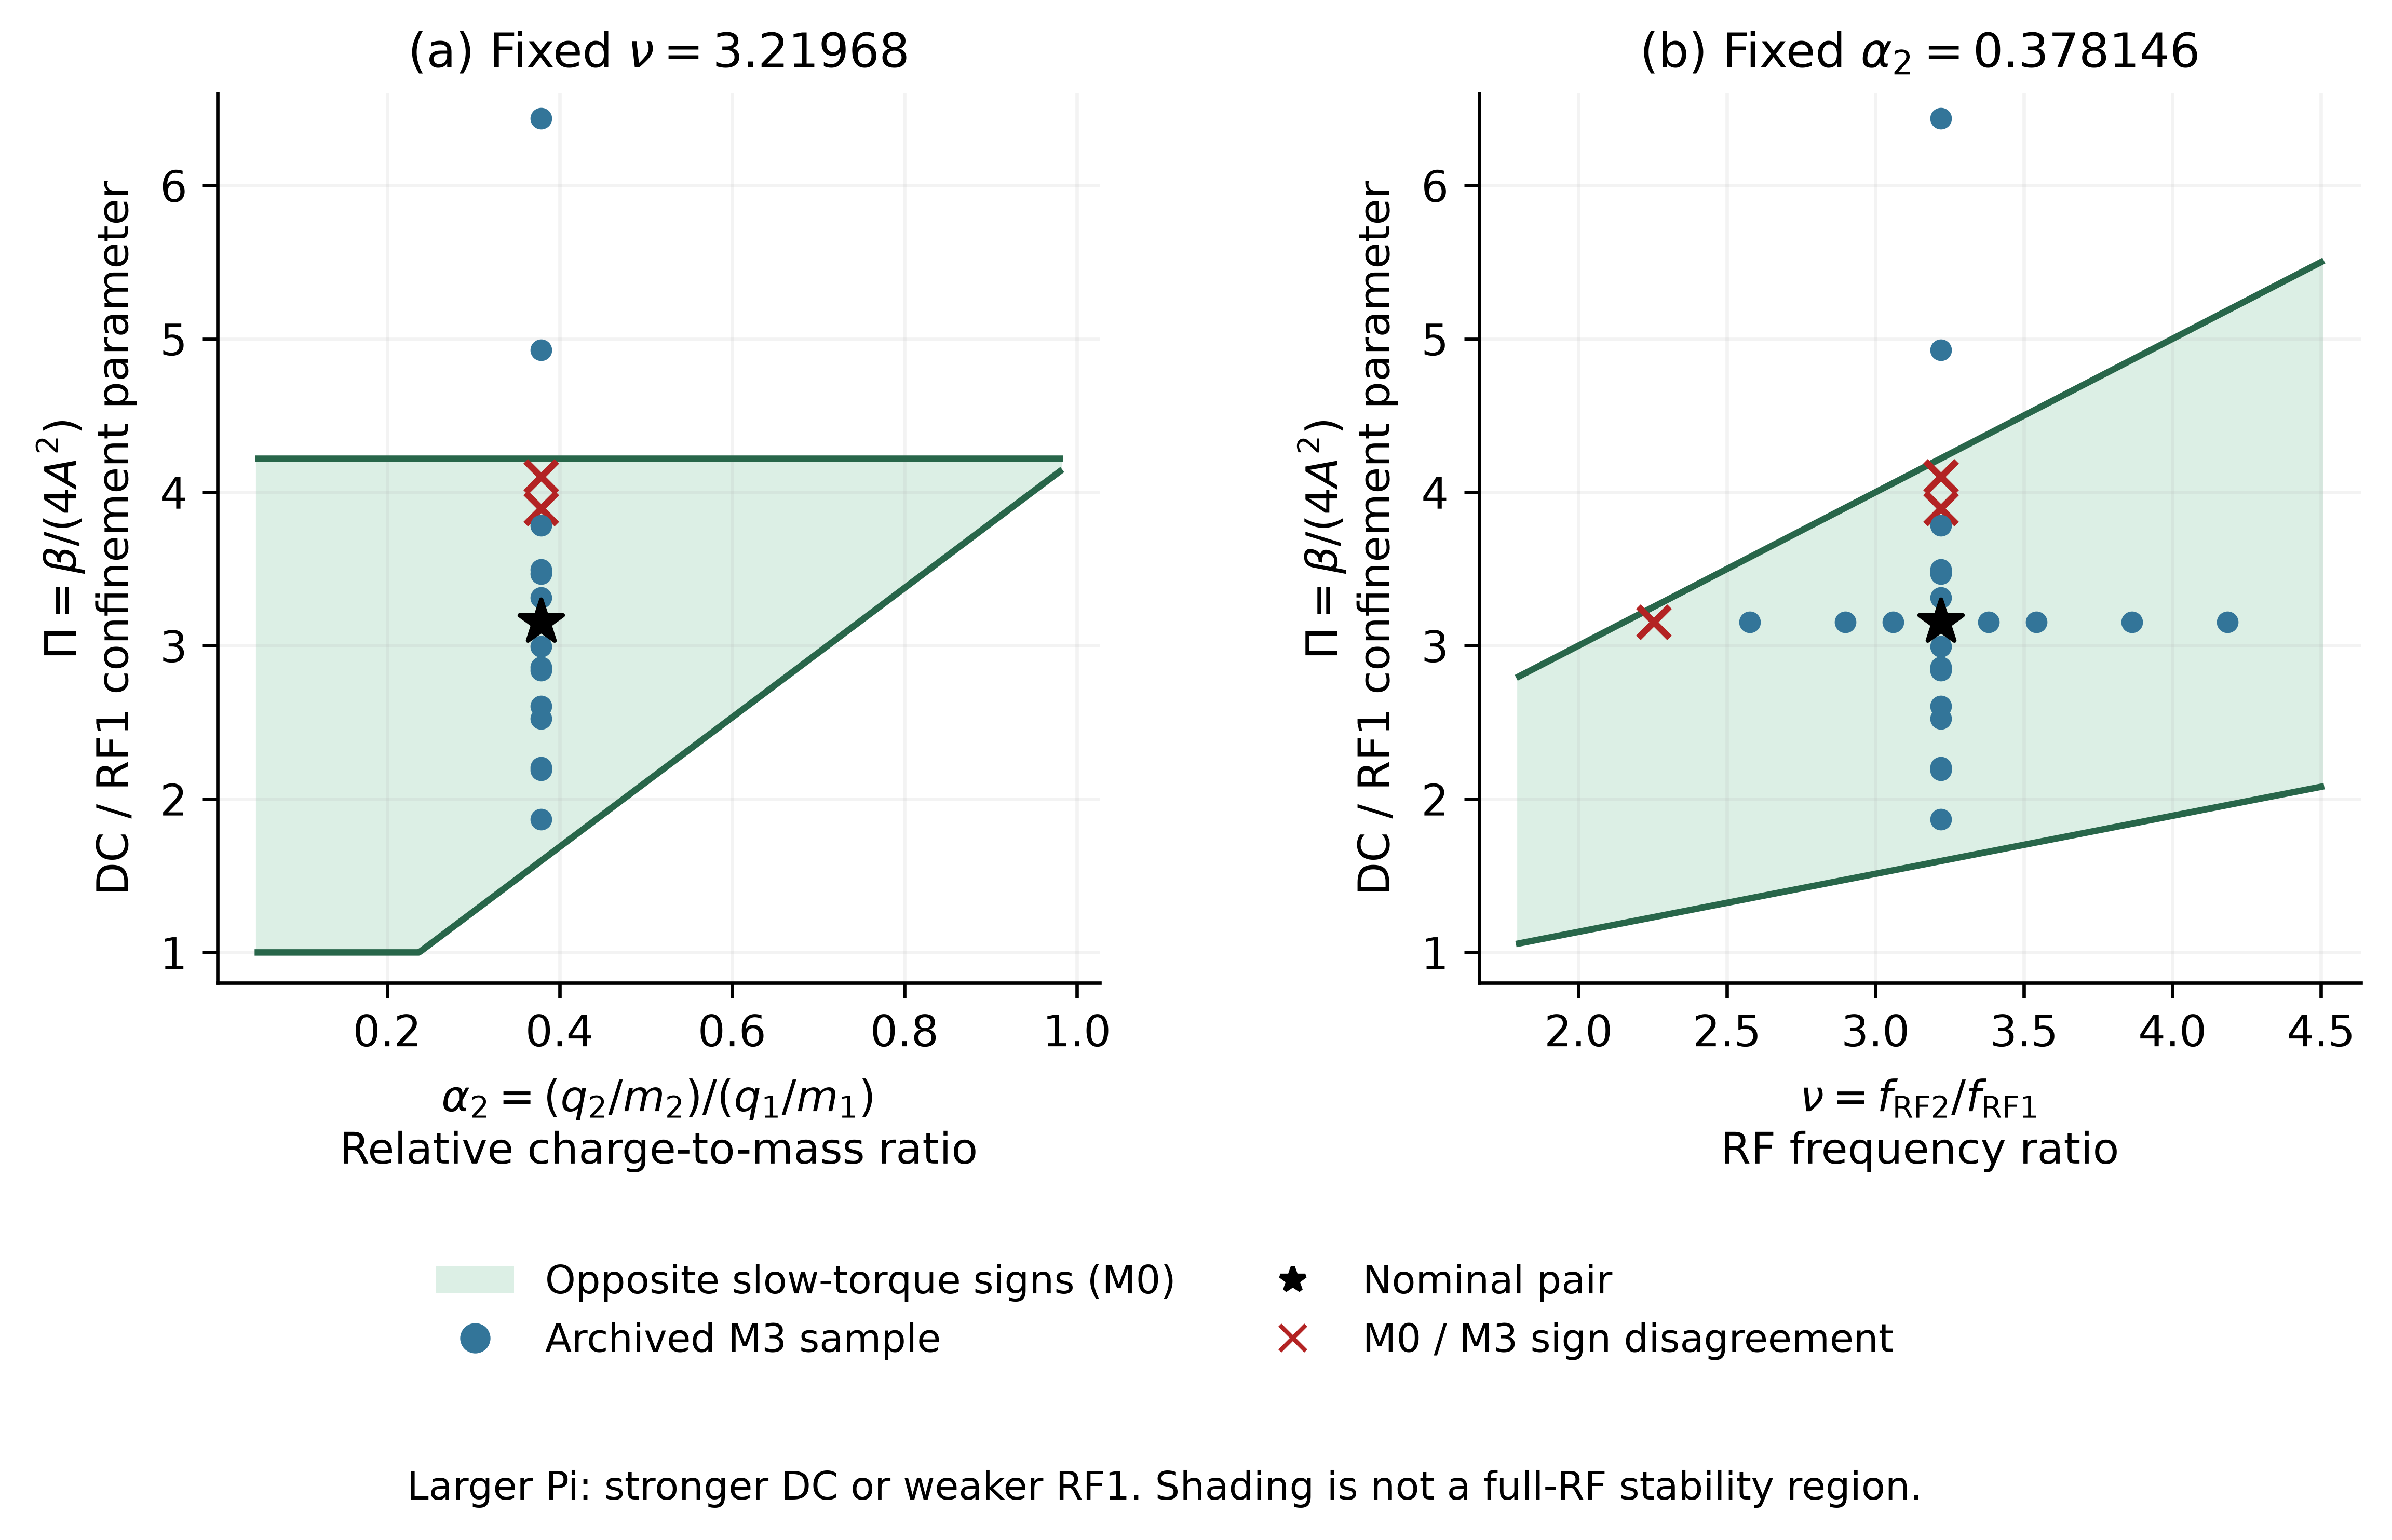 (a) Fixed ν = 3.21968
Π = β/(4A²)
DC / RF1 confinement parameter
6
5
4
3
2
1
0.2 0.4 0.6 0.8 1.0
α₂ = (q₂/m₂)/(q₁/m₁)
Relative charge-to-mass ratio
(b) Fixed α₂ = 0.378146
Π = β/(4A²)
DC / RF1 confinement parameter
6
5
4
3
2
1
2.0 2.5 3.0 3.5 4.0 4.5
ν = f_RF2/f_RF1
RF frequency ratio
Opposite slow-torque signs (M0)
Archived M3 sample
Nominal pair
M0 / M3 sign disagreement
Larger Pi: stronger DC or weaker RF1. Shading is not a full-RF stability region.